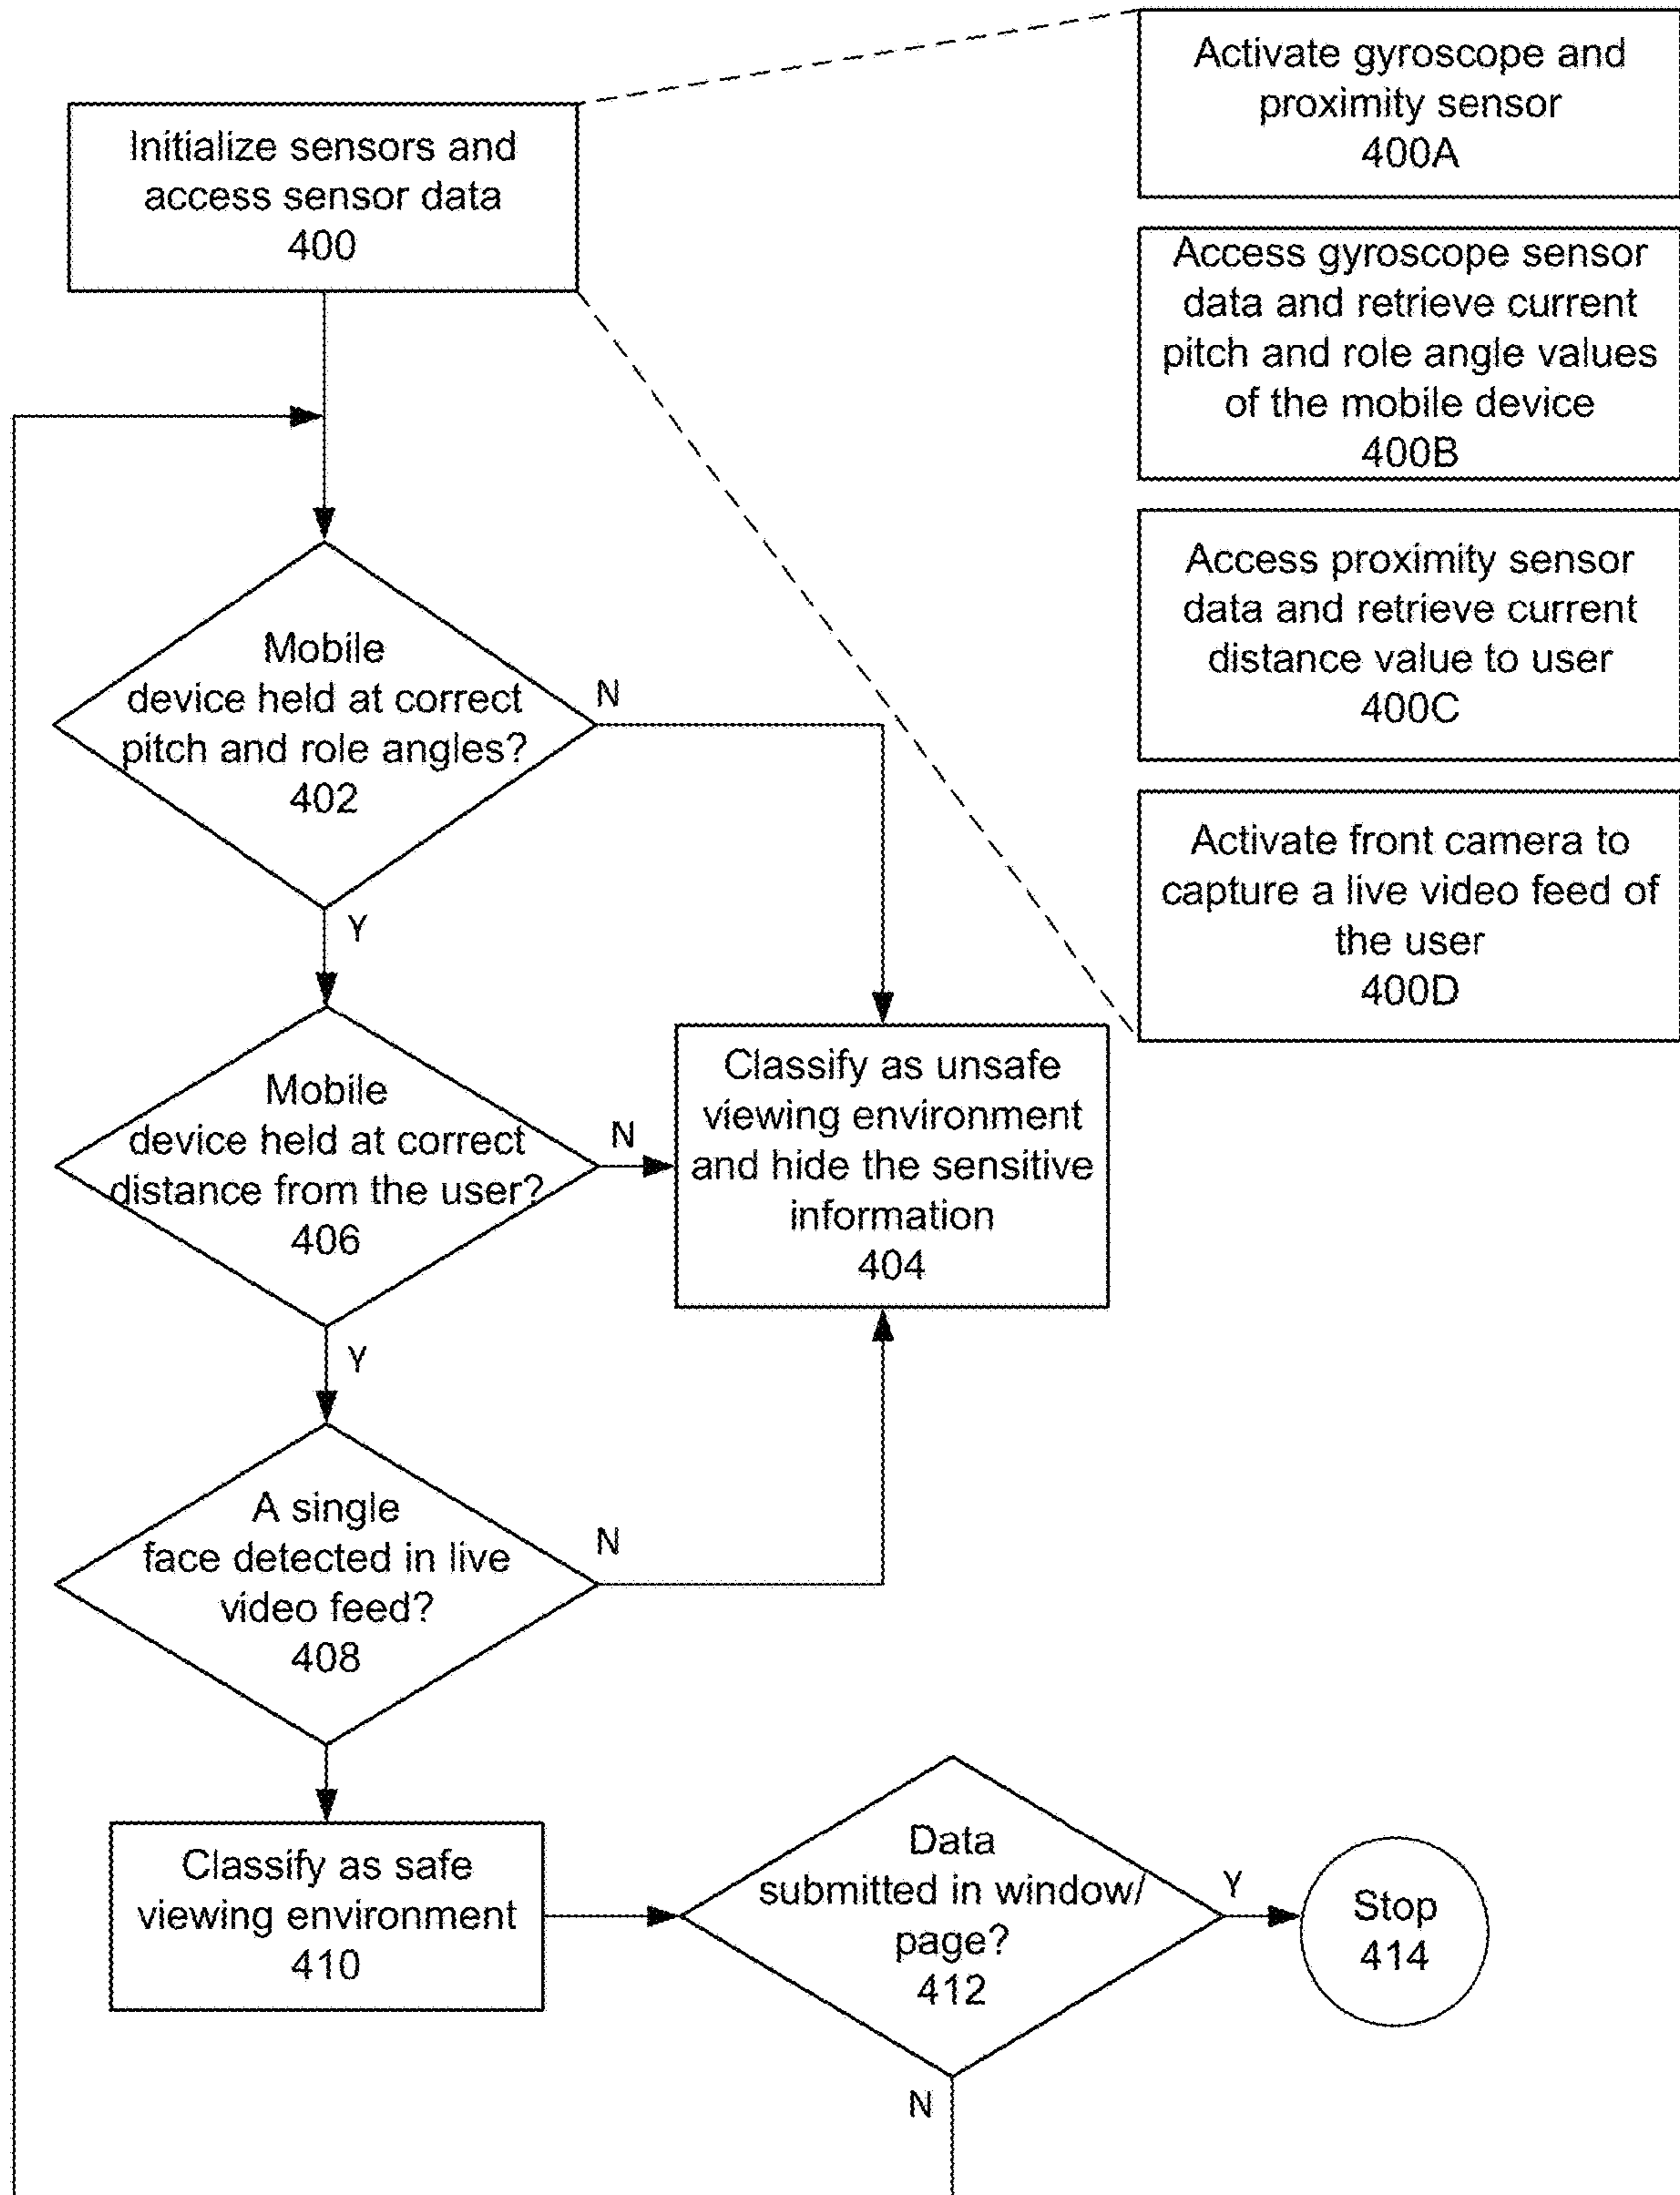 Initialize sensors and
access sensor data
400
Activate gyroscope and
proximity sensor
400A
Access gyroscope sensor
data and retrieve current
pitch and role angle values
of the mobile device
400B
Access proximity sensor
data and retrieve current
distance value to user
400C
Activate front camera to
capture a live video feed of
the user
400D
Mobile
device held at correct
pitch and role angles?
402
N
Y
Mobile
device held at correct
distance from the user?
406
N
Y
Classify as unsafe
viewing environment
and hide the sensitive
information
404
A single
face detected in live
video feed?
408
N
Classify as safe
viewing environment
410
Data
submitted in window/
page?
412
Y
N
Stop
414